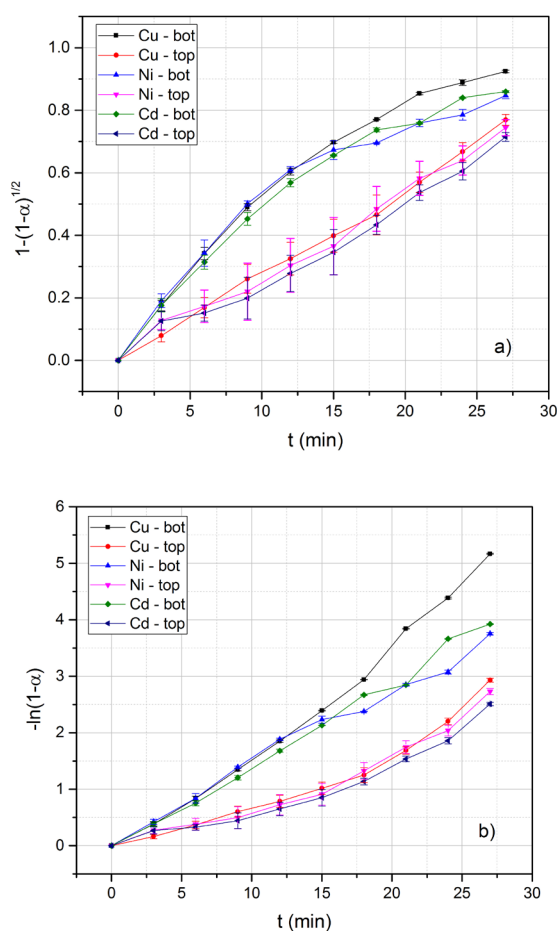 1.0
0.8
0.6
0.4
0.2
0.0
1-(1-α)^1/2
Cu - bot
Cu - top
Ni - bot
Ni - top
Cd - bot
Cd - top
a)
0 5 10 15 20 25 30
t (min)
6
5
4
3
2
1
0
-ln(1-α)
Cu - bot
Cu - top
Ni - bot
Ni - top
Cd - bot
Cd - top
b)
0 5 10 15 20 25 30
t (min)